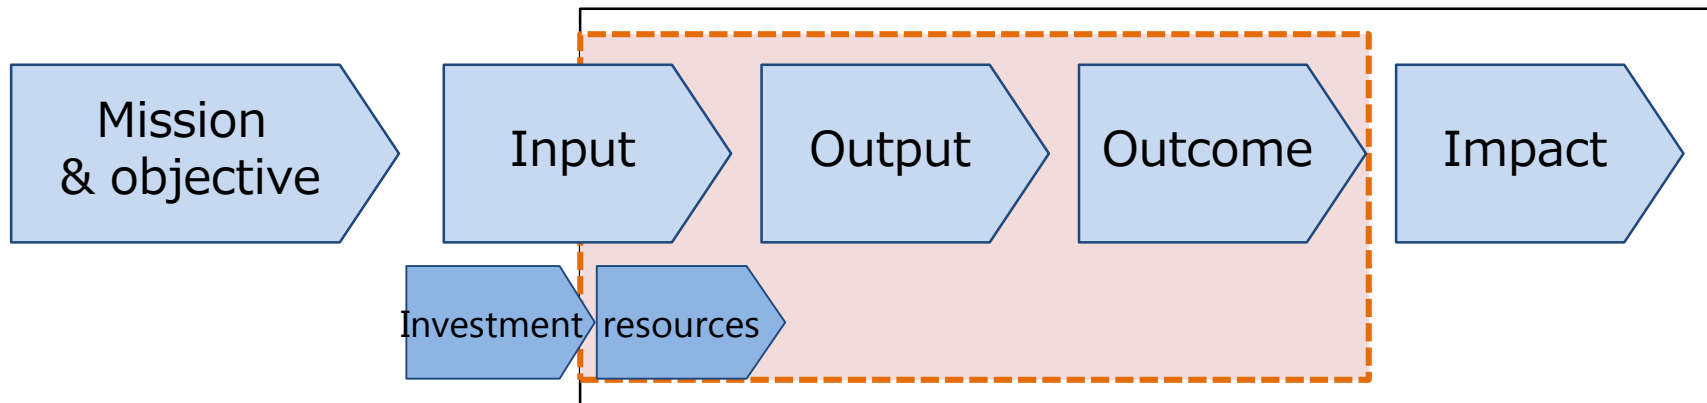 Mission
& objective
Input
Output
Outcome
Impact
Investment
resources